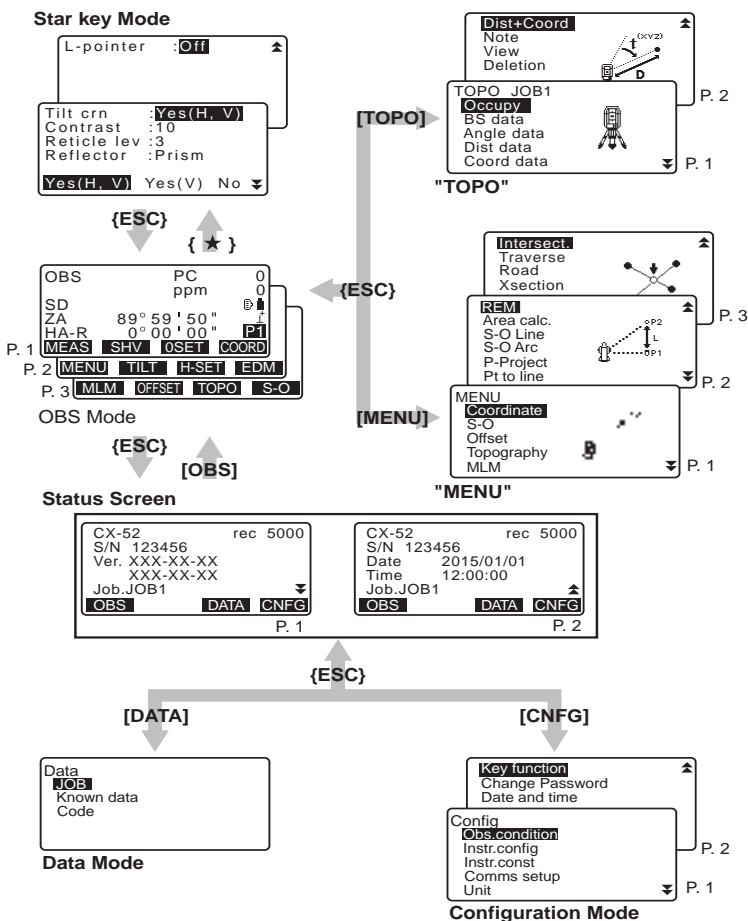 Star key Mode
L-pointer :Off
Tilt crn :Yes(H, V)
Contrast :10
Reticle lev :3
Reflector :Prism
Yes(H, V) Yes(V) No
{ESC}
{ ★ }
OBS PC 0
ppm 0
SD
ZA 89° 59 ' 50 "
HA-R 0° 00 ' 00 " P1
P. 1 MEAS SHV 0SET COORD
P. 2 MENU TILT H-SET EDM
P. 3 MLM OFFSET TOPO S-O
OBS Mode
{ESC}
[OBS]
[TOPO]
Dist+Coord
Note
View
Deletion
t (XYZ)
D
P. 2
TOPO JOB1
Occupy
BS data
Angle data
Dist data
Coord data
P. 1
"TOPO"
{ESC}
[MENU]
Intersect.
Traverse
Road
Xsection
P. 3
REM
Area calc.
S-O Line
S-O Arc
P-Project
Pt to line
P2
L
P1
P. 2
MENU
Coordinate
S-O
Offset
Topography
MLM
P. 1
"MENU"
Status Screen
CX-52 rec 5000
S/N 123456
Ver. XXX-XX-XX
XXX-XX-XX
Job.JOB1
OBS DATA CNFG
P. 1
CX-52 rec 5000
S/N 123456
Date 2015/01/01
Time 12:00:00
Job.JOB1
OBS DATA CNFG
P. 2
{ESC}
[DATA]
[CNFG]
Data
JOB
Known data
Code
Data Mode
Key function
Change Password
Date and time
P. 2
Config
Obs.condition
Instr.config
Instr.const
Comms setup
Unit
P. 1
Configuration Mode